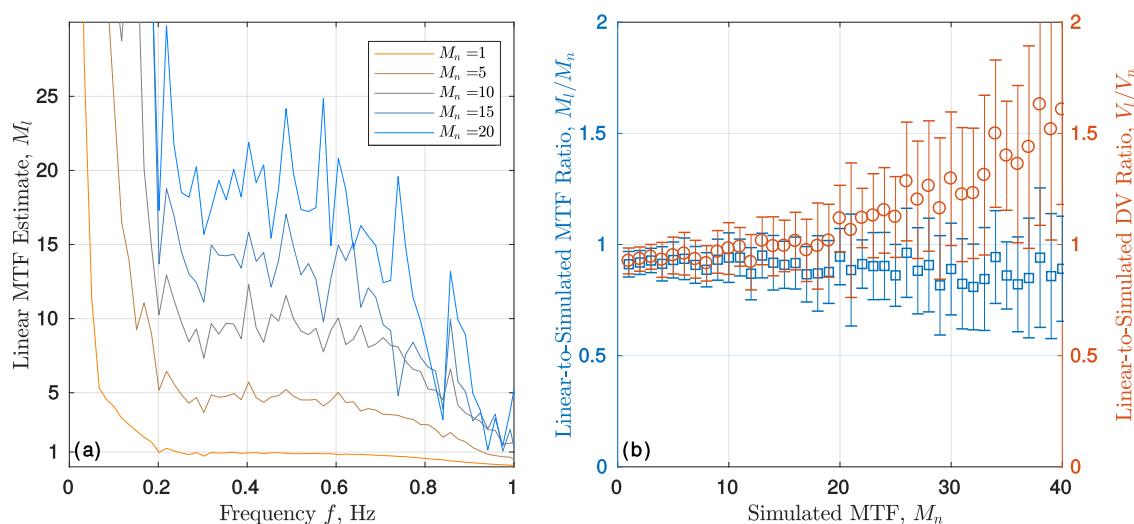 M_n = 1
M_n = 5
M_n = 10
M_n = 15
M_n = 20
25
20
15
10
5
1
Linear MTF Estimate, M_l
(a)
0 0.2 0.4 0.6 0.8 1
Frequency f, Hz
2
1.5
1
0.5
0
Linear-to-Simulated MTF Ratio, M_l/M_n
(b)
0 10 20 30 40
Simulated MTF, M_n
2
1.5
1
0.5
0
Linear-to-Simulated DV Ratio, V_l/V_n